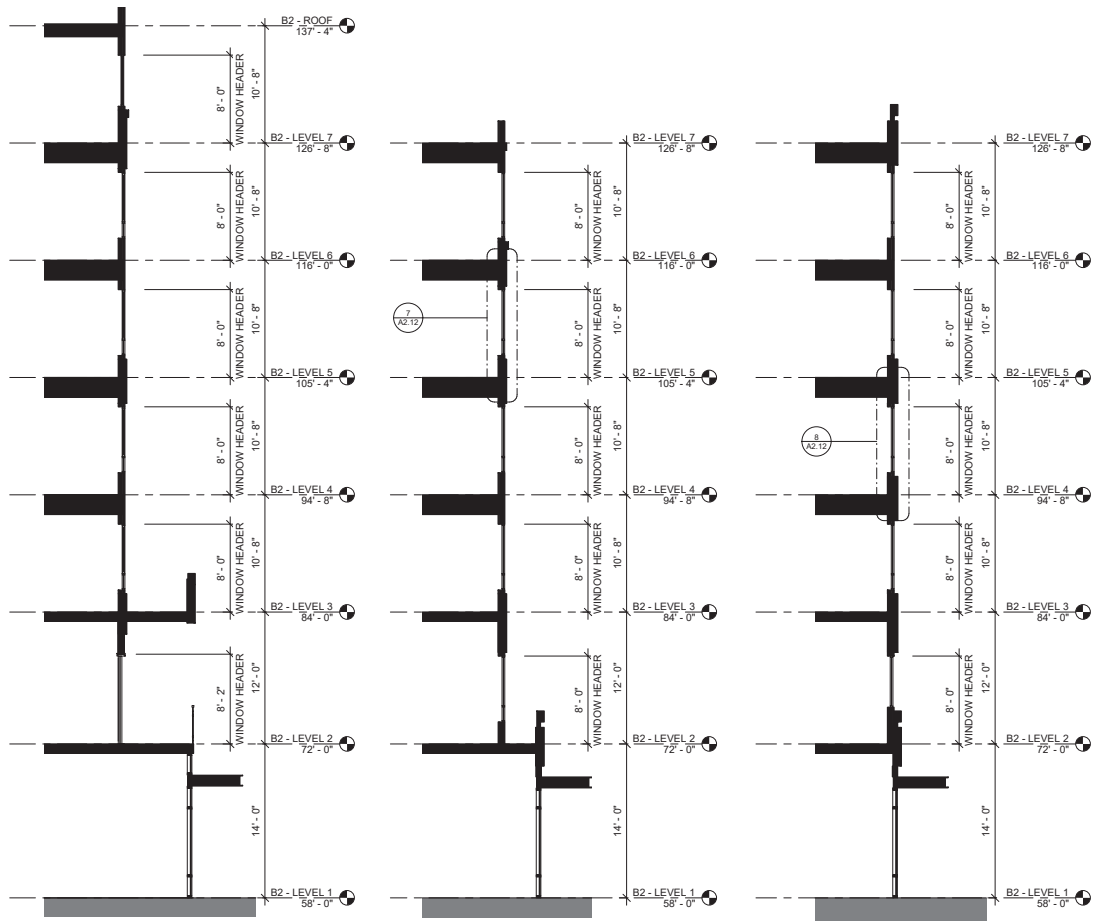 B2 - ROOF
137' - 4"
8' - 0"
WINDOW HEADER
10' - 8"
B2 - LEVEL 7
126' - 8"
8' - 0"
WINDOW HEADER
10' - 8"
B2 - LEVEL 6
116' - 0"
8' - 0"
WINDOW HEADER
10' - 8"
B2 - LEVEL 5
105' - 4"
8' - 0"
WINDOW HEADER
10' - 8"
B2 - LEVEL 4
94' - 8"
8' - 0"
WINDOW HEADER
10' - 8"
B2 - LEVEL 3
84' - 0"
8' - 2"
WINDOW HEADER
12' - 0"
B2 - LEVEL 2
72' - 0"
14' - 0"
B2 - LEVEL 1
58' - 0"
B2 - LEVEL 7
126' - 8"
8' - 0"
WINDOW HEADER
10' - 8"
B2 - LEVEL 6
116' - 0"
7
A2.12
8' - 0"
WINDOW HEADER
10' - 8"
B2 - LEVEL 5
105' - 4"
8' - 0"
WINDOW HEADER
10' - 8"
B2 - LEVEL 4
94' - 8"
8' - 0"
WINDOW HEADER
10' - 8"
B2 - LEVEL 3
84' - 0"
8' - 0"
WINDOW HEADER
12' - 0"
B2 - LEVEL 2
72' - 0"
14' - 0"
B2 - LEVEL 1
58' - 0"
B2 - LEVEL 7
126' - 8"
8' - 0"
WINDOW HEADER
10' - 8"
B2 - LEVEL 6
116' - 0"
8' - 0"
WINDOW HEADER
10' - 8"
B2 - LEVEL 5
105' - 4"
8
A2.12
8' - 0"
WINDOW HEADER
10' - 8"
B2 - LEVEL 4
94' - 8"
8' - 0"
WINDOW HEADER
10' - 8"
B2 - LEVEL 3
84' - 0"
8' - 0"
WINDOW HEADER
12' - 0"
B2 - LEVEL 2
72' - 0"
14' - 0"
B2 - LEVEL 1
58' - 0"